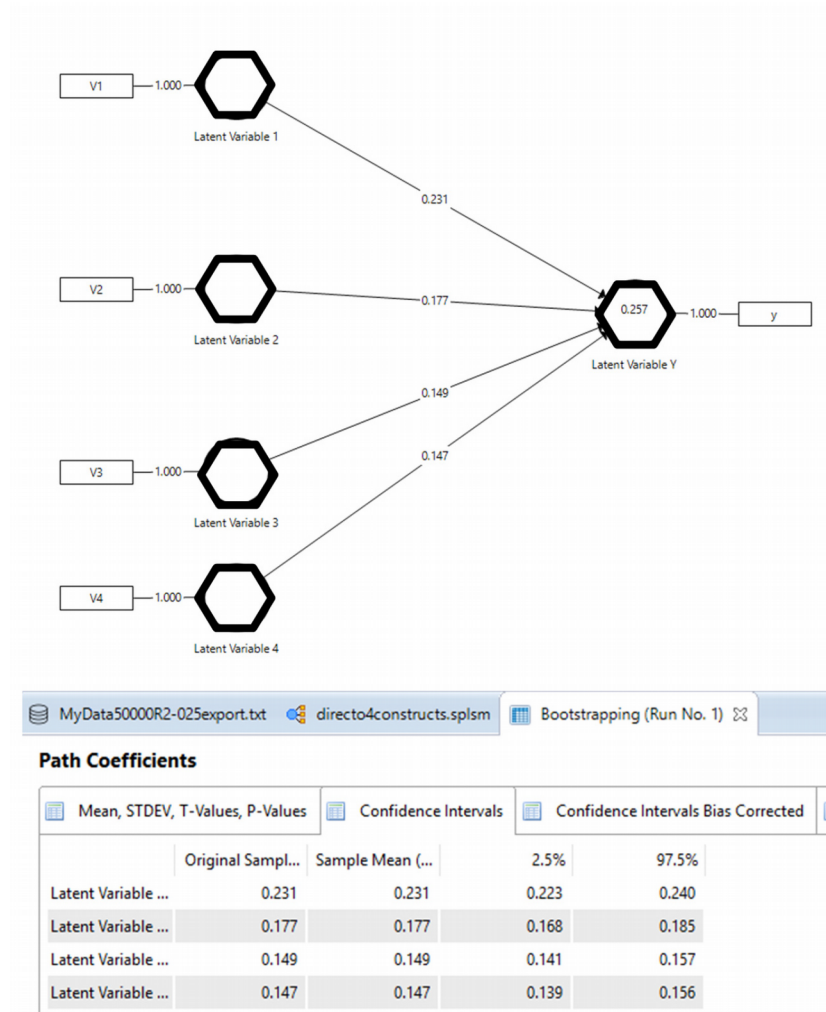 V1 1.000
Latent Variable 1
0.231
V2 1.000 0.177
Latent Variable 2
0.257 1.000 y
Latent Variable Y
0.149
0.147
V3 1.000
Latent Variable 3
V4 1.000
Latent Variable 4
MyData50000R2-025export.txt directo4constructs.splsm Bootstrapping (Run No. 1)
Path Coefficients
Mean, STDEV, T-Values, P-Values Confidence Intervals Confidence Intervals Bias Corrected
Original Sampl... Sample Mean (... 2.5% 97.5%
Latent Variable ... 0.231 0.231 0.223 0.240
Latent Variable ... 0.177 0.177 0.168 0.185
Latent Variable ... 0.149 0.149 0.141 0.157
Latent Variable ... 0.147 0.147 0.139 0.156